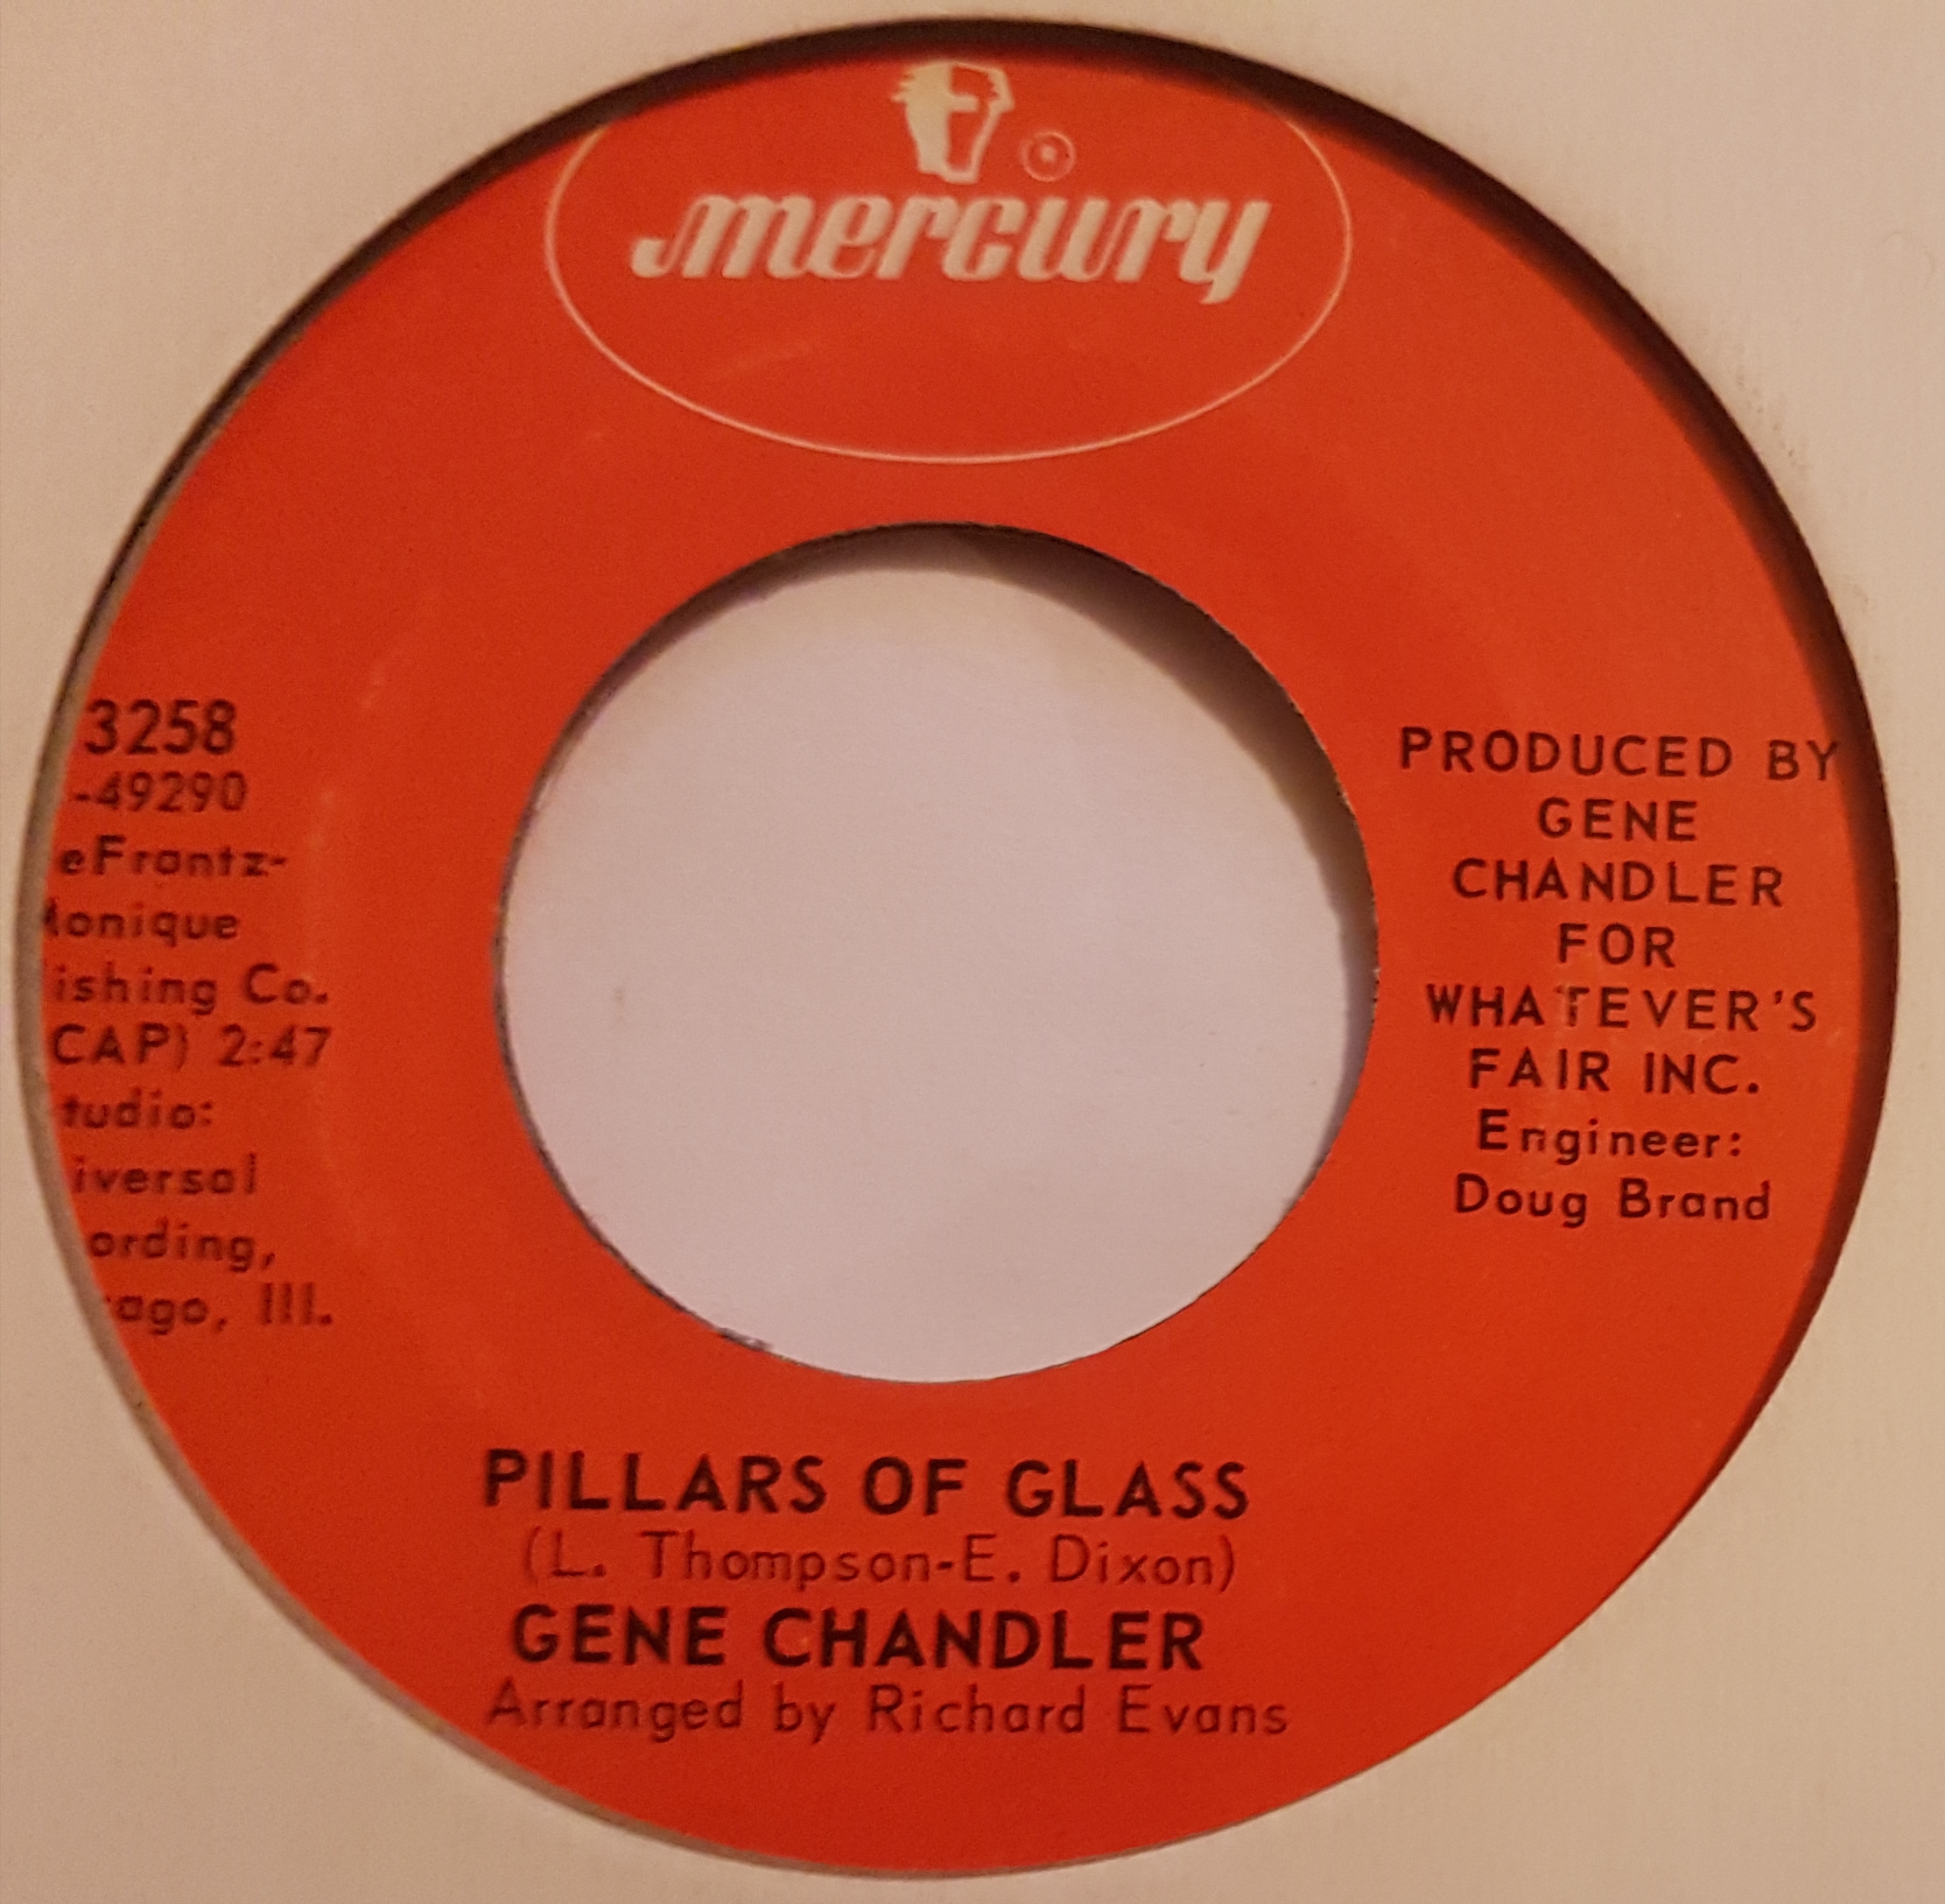 mercury
3258
-49290
eFrantz-
onique
ishing Co.
CAP) 2:47
tudio:
iversal
ording,
ago, Ill.
PRODUCED BY
GENE
CHANDLER
FOR
WHATEVER'S
FAIR INC.
Engineer:
Doug Brand
PILLARS OF GLASS
(L. Thompson-E. Dixon)
GENE CHANDLER
Arranged by Richard Evans